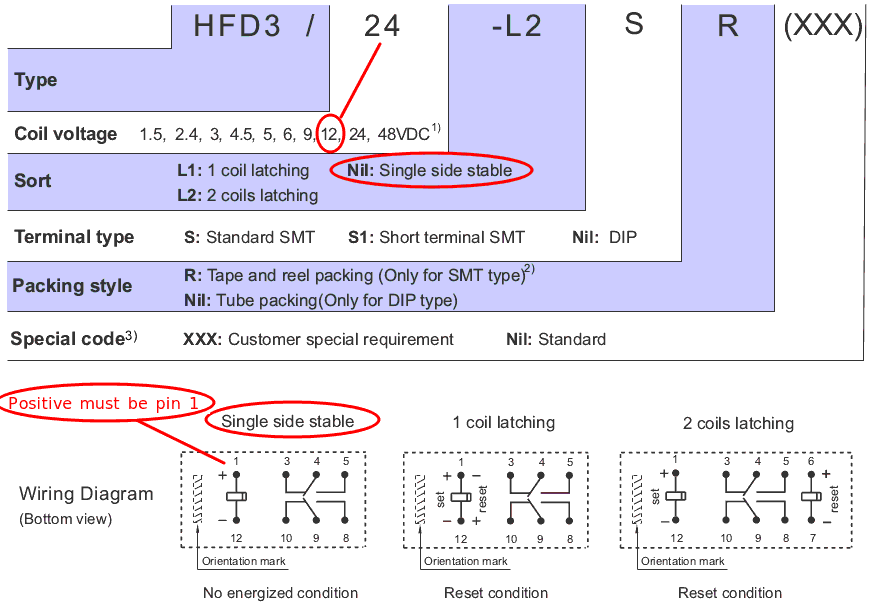 HFD3 / 24 -L2 S R (XXX)
Type
Coil voltage 1.5, 2.4, 3, 4.5, 5, 6, 9, 12, 24, 48VDC1)
Sort
L1: 1 coil latching Nil: Single side stable
L2: 2 coils latching
Terminal type S: Standard SMT S1: Short terminal SMT Nil: DIP
Packing style
R: Tape and reel packing (Only for SMT type)2)
Nil: Tube packing(Only for DIP type)
Special code3) XXX: Customer special requirement Nil: Standard
Positive must be pin 1
Single side stable 1 coil latching 2 coils latching
Wiring Diagram
(Bottom view)
1 3 4 5
+
−
12 10 9 8
Orientation mark
No energized condition
1 3 4 5
+ −
set reset
− +
12 10 9 8
Orientation mark
Reset condition
1 3 4 5 6
+ +
set reset
− −
12 10 9 8 7
Orientation mark
Reset condition